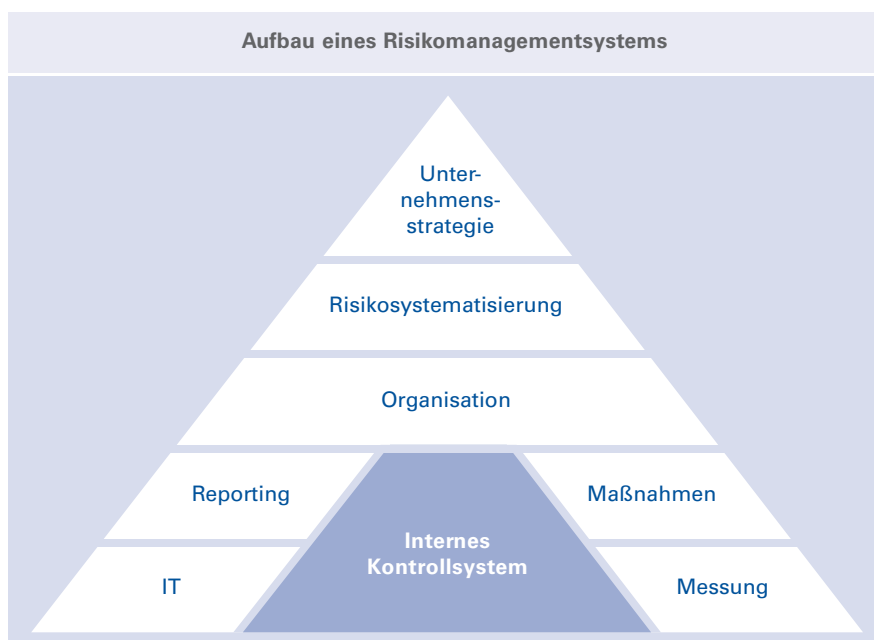 Aufbau eines Risikomanagementsystems
Unter-
nehmens-
strategie
Risikosystematisierung
Organisation
Reporting
Maßnahmen
Internes
Kontrollsystem
IT
Messung